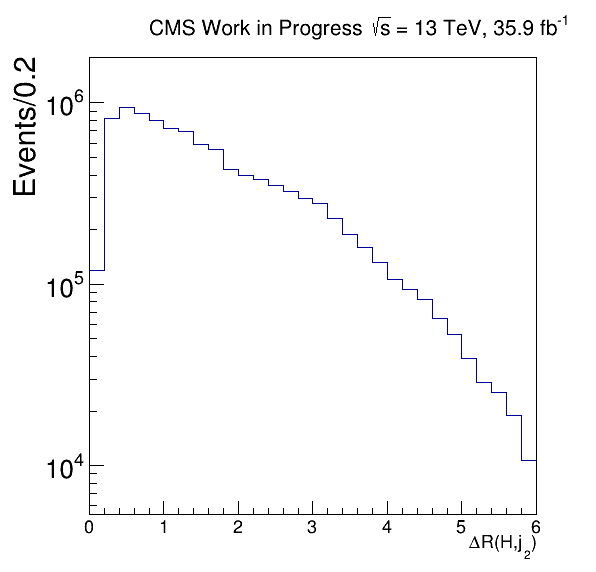 CMS Work in Progress √s = 13 TeV, 35.9 fb⁻¹
Events/0.2
10⁶
10⁵
10⁴
0 1 2 3 4 5 6
ΔR(H,j₂)